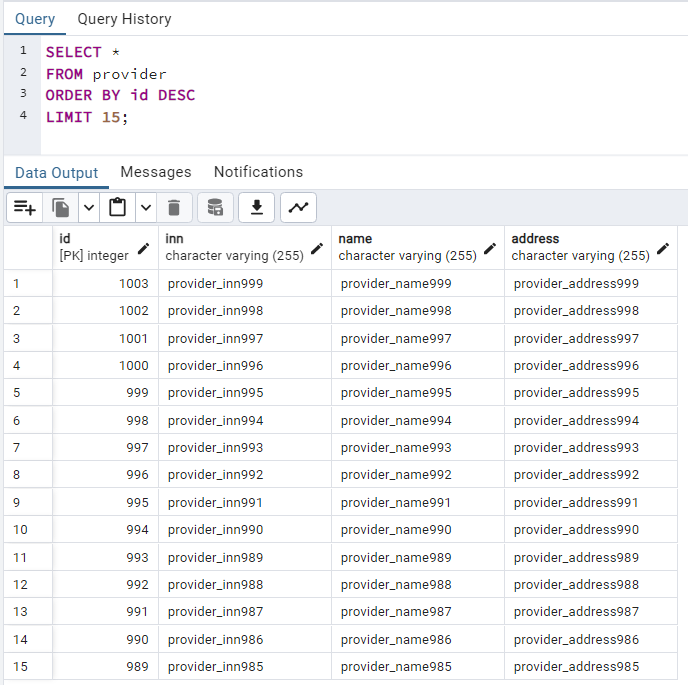 Query Query History
1 SELECT *
2 FROM provider
3 ORDER BY id DESC
4 LIMIT 15;
Data Output Messages Notifications
id inn name address
[PK] integer character varying (255) character varying (255) character varying (255)
1 1003 provider_inn999 provider_name999 provider_address999
2 1002 provider_inn998 provider_name998 provider_address998
3 1001 provider_inn997 provider_name997 provider_address997
4 1000 provider_inn996 provider_name996 provider_address996
5 999 provider_inn995 provider_name995 provider_address995
6 998 provider_inn994 provider_name994 provider_address994
7 997 provider_inn993 provider_name993 provider_address993
8 996 provider_inn992 provider_name992 provider_address992
9 995 provider_inn991 provider_name991 provider_address991
10 994 provider_inn990 provider_name990 provider_address990
11 993 provider_inn989 provider_name989 provider_address989
12 992 provider_inn988 provider_name988 provider_address988
13 991 provider_inn987 provider_name987 provider_address987
14 990 provider_inn986 provider_name986 provider_address986
15 989 provider_inn985 provider_name985 provider_address985